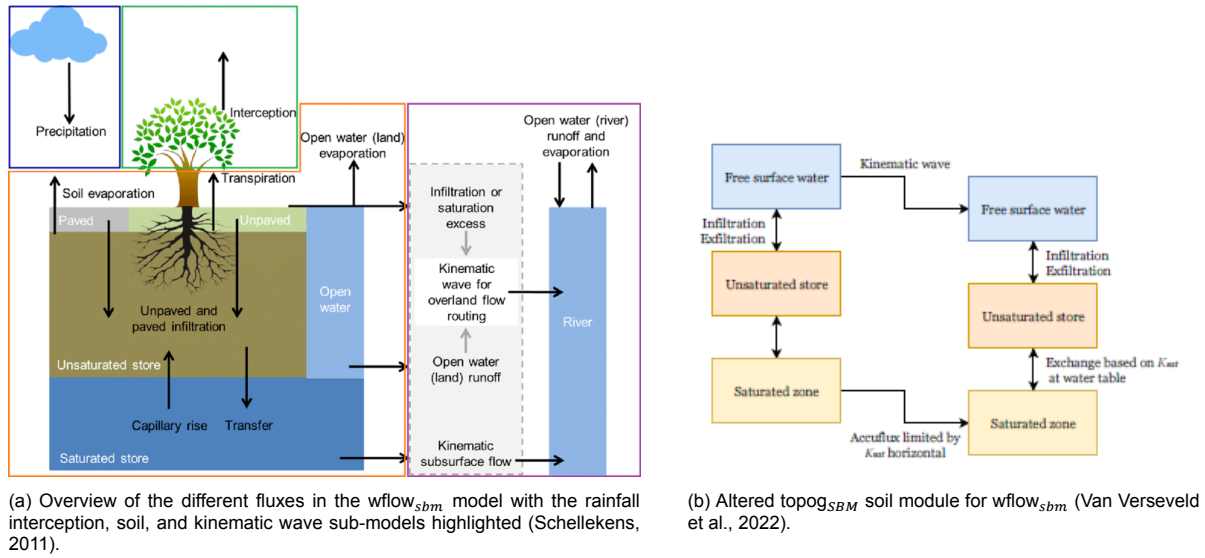 Precipitation
Interception
Open water (land)
evaporation
Open water (river)
runoff and
evaporation
Soil evaporation
Transpiration
Paved
Unpaved
Infiltration or
saturation
excess
Unpaved and
paved infiltration
Open
water
Kinematic
wave for
overland flow
routing
River
Unsaturated store
Open water
(land) runoff
Capillary rise
Transfer
Saturated store
Kinematic
subsurface flow
(a) Overview of the different fluxes in the wflowsbm model with the rainfall
interception, soil, and kinematic wave sub-models highlighted (Schellekens,
2011).
Free surface water
Kinematic wave
Free surface water
Infiltration
Exfiltration
Infiltration
Exfiltration
Unsaturated store
Unsaturated store
Exchange based on Ksat
at water table
Saturated zone
Saturated zone
Accuflux limited by
Ksat horizontal
(b) Altered topogSBM soil module for wflowsbm (Van Verseveld
et al., 2022).